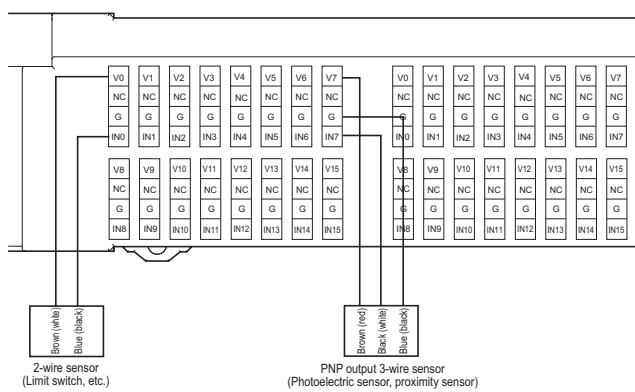 V0 V1 V2 V3 V4 V5 V6 V7 V0 V1 V2 V3 V4 V5 V6 V7
NC NC NC NC NC NC NC NC NC NC NC NC NC NC NC NC
G G G G G G G G G G G G G G G G
IN0 IN1 IN2 IN3 IN4 IN5 IN6 IN7 IN0 IN1 IN2 IN3 IN4 IN5 IN6 IN7
V8 V9 V10 V11 V12 V13 V14 V15 V8 V9 V10 V11 V12 V13 V14 V15
NC NC NC NC NC NC NC NC NC NC NC NC NC NC NC NC
G G G G G G G G G G G G G G G G
IN8 IN9 IN10 IN11 IN12 IN13 IN14 IN15 IN8 IN9 IN10 IN11 IN12 IN13 IN14 IN15
Brown (white)
Blue (black)
2-wire sensor
(Limit switch, etc.)
Brown (red)
Black (white)
Blue (black)
PNP output 3-wire sensor
(Photoelectric sensor, proximity sensor)